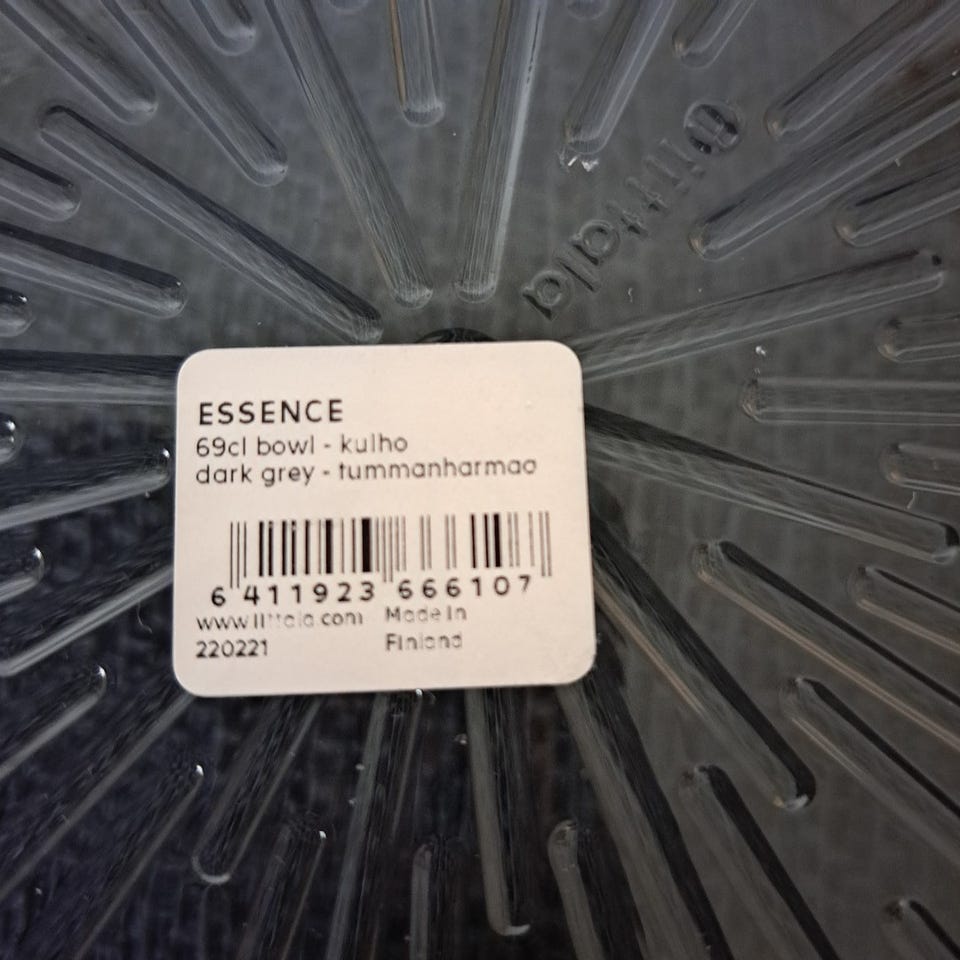 iittala
ESSENCE
69cl bowl - kulho
dark grey - tummanharmaa
6 411923 666107
www.iittala.com Made in
220221 Finland